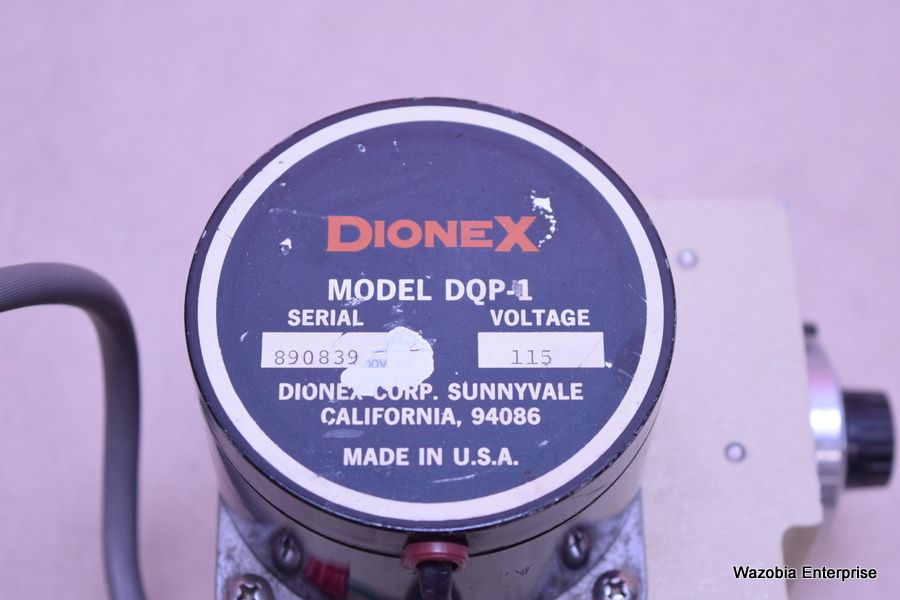 DIONEX
MODEL DQP-1
SERIAL VOLTAGE
890839 115
DIONEX CORP. SUNNYVALE
CALIFORNIA, 94086
MADE IN U.S.A.
Wazobia Enterprise